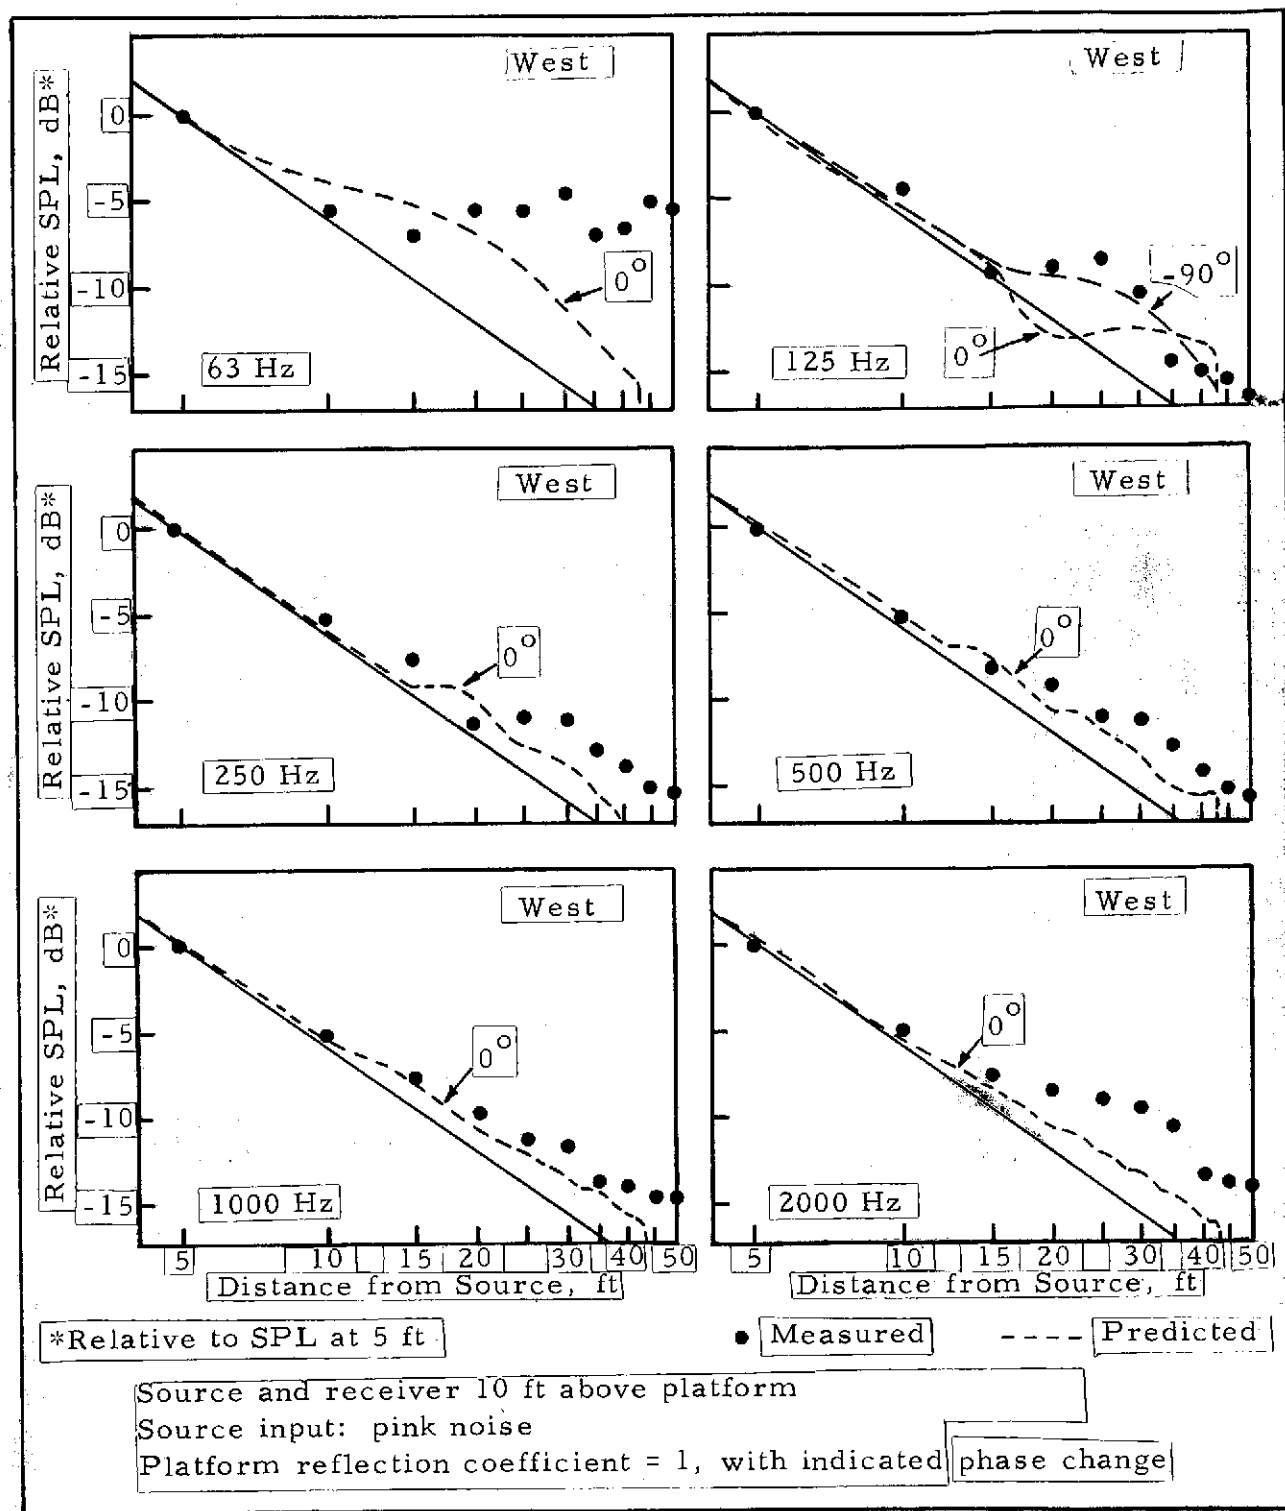 West
West
Relative SPL, dB*
0
-5
-10
-15
0°
63 Hz
-90°
0°
125 Hz
West
West
Relative SPL, dB*
0
-5
-10
-15
0°
250 Hz
0°
500 Hz
West
West
Relative SPL, dB*
0
-5
-10
-15
0°
1000 Hz
0°
2000 Hz
5 10 15 20 30 40 50
5 10 15 20 30 40 50
Distance from Source, ft
Distance from Source, ft
*Relative to SPL at 5 ft
Measured
Predicted
Source and receiver 10 ft above platform
Source input: pink noise
Platform reflection coefficient = 1, with indicated phase change